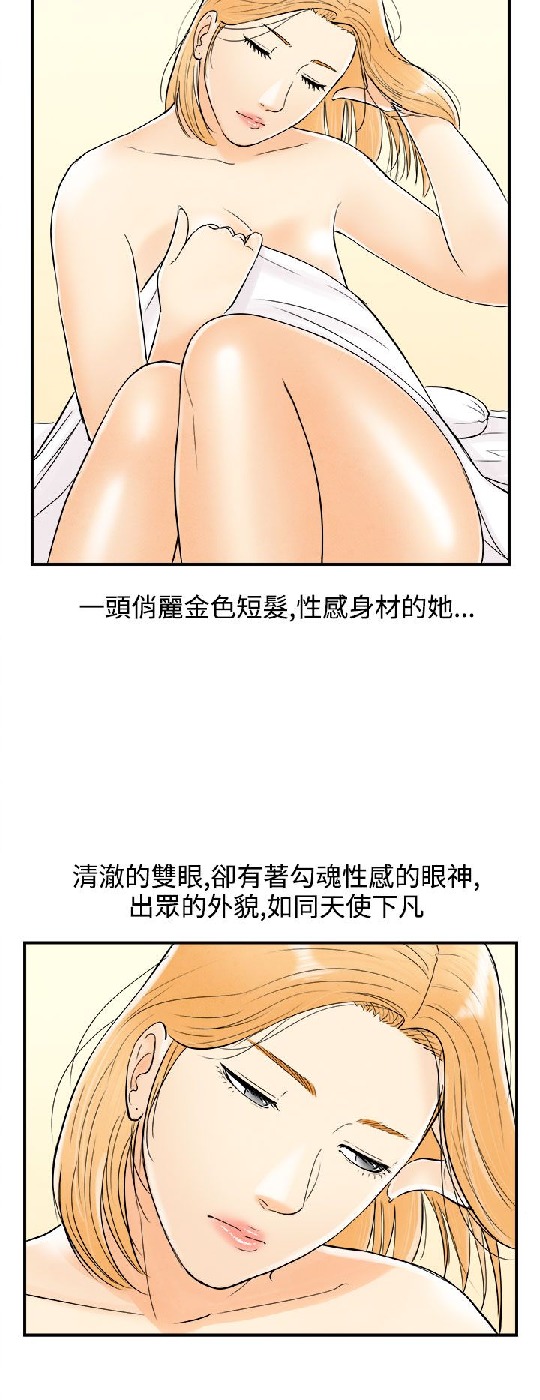 一頭俏麗金色短髮,性感身材的她...
清澈的雙眼,卻有著勾魂性感的眼神,
出眾的外貌,如同天使下凡